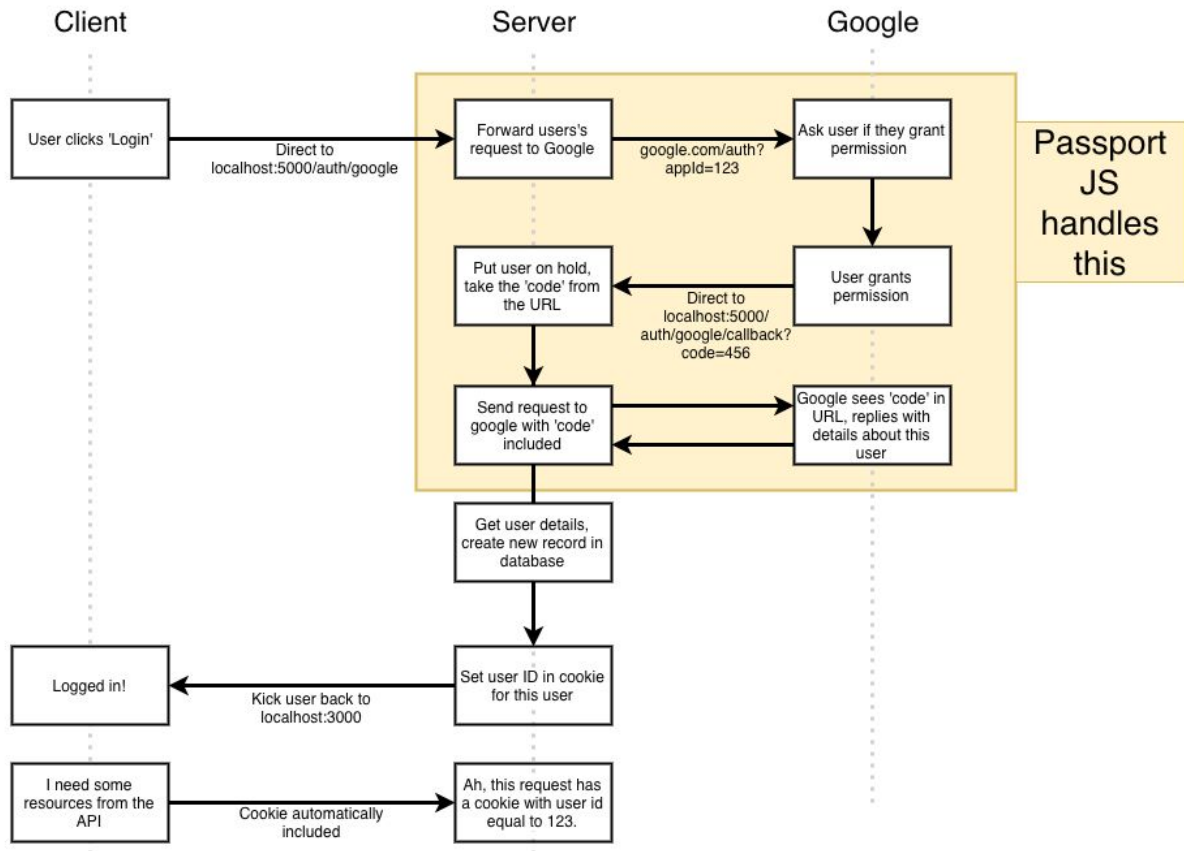 Client
Server
Google
User clicks 'Login'
Direct to
localhost:5000/auth/google
Forward users's
request to Google
google.com/auth?
appId=123
Ask user if they grant
permission
Passport
JS
handles
this
Put user on hold,
take the 'code' from
the URL
Direct to
localhost:5000/
auth/google/callback?
code=456
User grants
permission
Send request to
google with 'code'
included
Google sees 'code' in
URL, replies with
details about this
user
Get user details,
create new record in
database
Logged in!
Kick user back to
localhost:3000
Set user ID in cookie
for this user
I need some
resources from the
API
Cookie automatically
included
Ah, this request has
a cookie with user id
equal to 123.